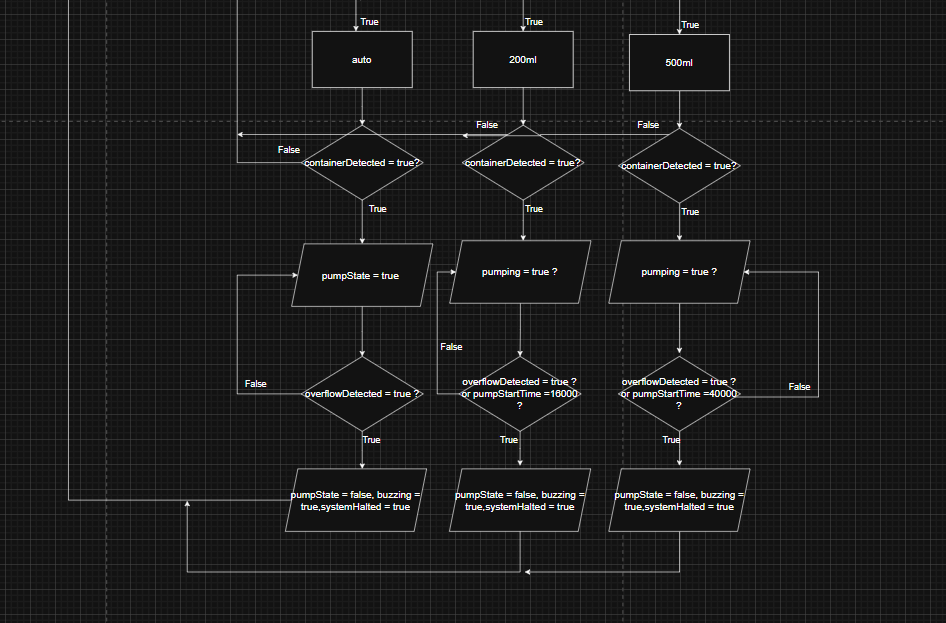 True
True
True
auto
200ml
500ml
False
False
False
containerDetected = true?
containerDetected = true?
containerDetected = true?
True
True
True
pumpState = true
pumping = true ?
pumping = true ?
False
False
overflowDetected = true ?
overflowDetected = true ?
or pumpStartTime =16000
?
overflowDetected = true ?
or pumpStartTime =40000
?
False
True
True
True
pumpState = false, buzzing =
true,systemHalted = true
pumpState = false, buzzing =
true,systemHalted = true
pumpState = false, buzzing =
true,systemHalted = true